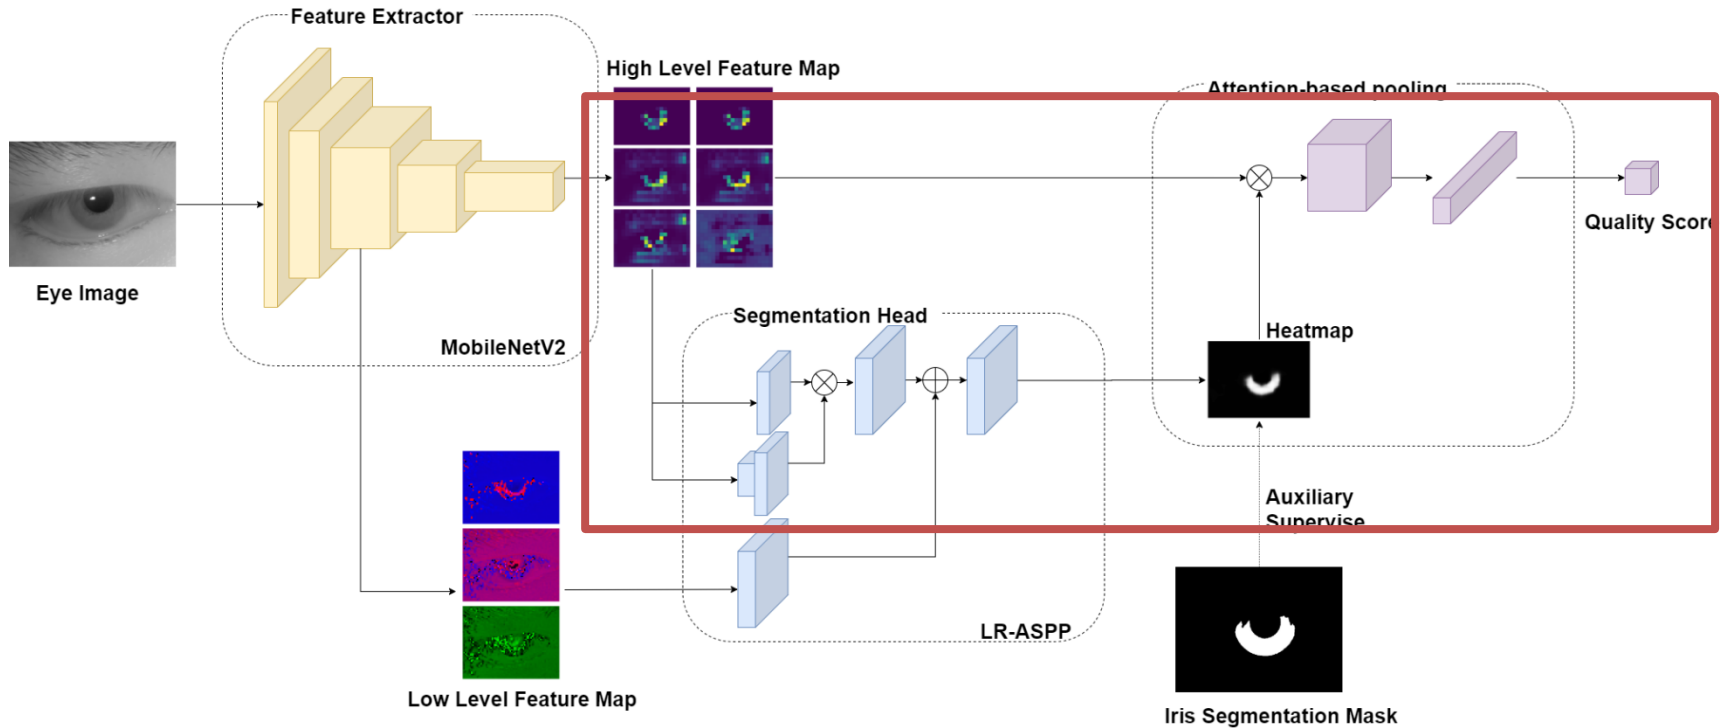 Feature Extractor
High Level Feature Map
Attention-based pooling
Quality Score
Eye Image
MobileNetV2
Segmentation Head
Heatmap
Auxiliary
Supervise
LR-ASPP
Low Level Feature Map
Iris Segmentation Mask